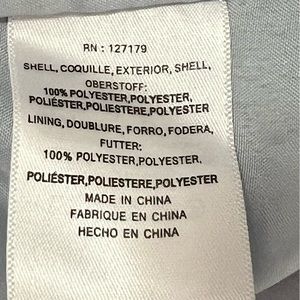 RN : 127179
SHELL, COQUILLE, EXTERIOR, SHELL,
OBERSTOFF:
100% POLYESTER,POLYESTER,
POLIÉSTER,POLIESTERE,POLYESTER
LINING, DOUBLURE, FORRO, FODERA,
FUTTER:
100% POLYESTER,POLYESTER,
POLIÉSTER,POLIESTERE,POLYESTER
MADE IN CHINA
FABRIQUE EN CHINA
HECHO EN CHINA